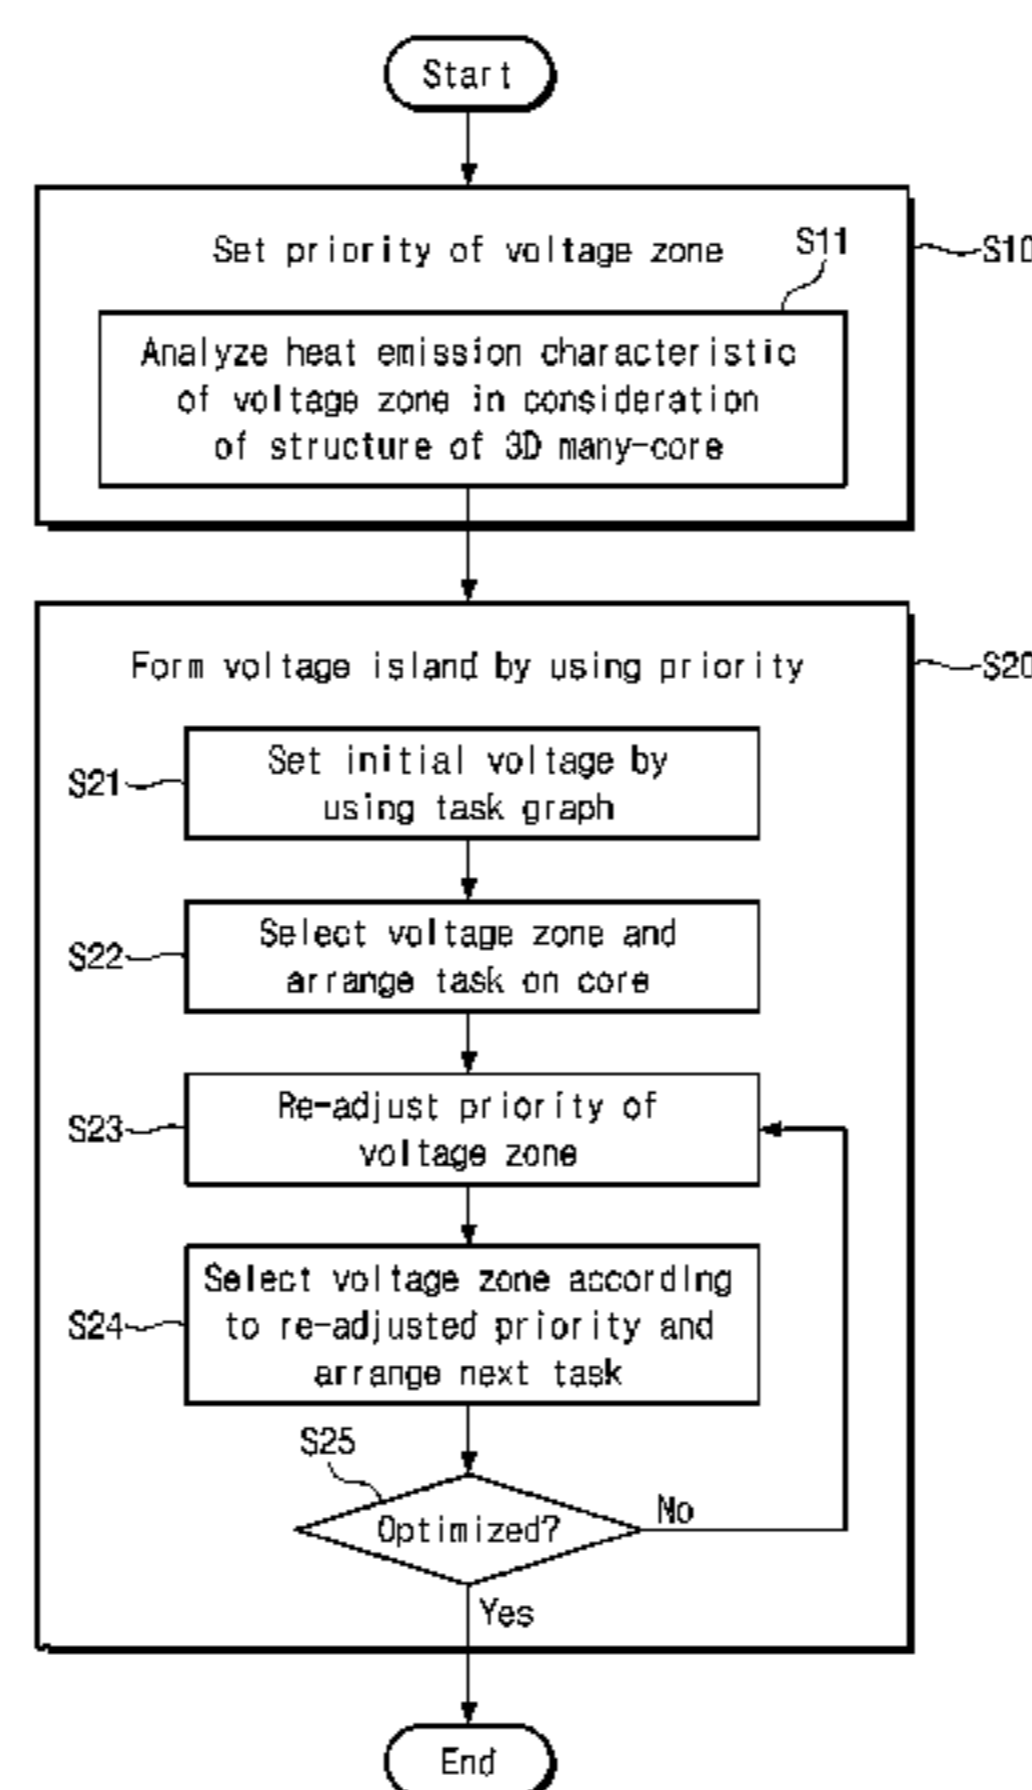 Start
Set priority of voltage zone
S11
S10
Analyze heat emission characteristic
of voltage zone in consideration
of structure of 3D many-core
Form voltage island by using priority
S20
S21
Set initial voltage by
using task graph
S22
Select voltage zone and
arrange task on core
S23
Re-adjust priority of
voltage zone
S24
Select voltage zone according
to re-adjusted priority and
arrange next task
S25
Optimized?
No
Yes
End